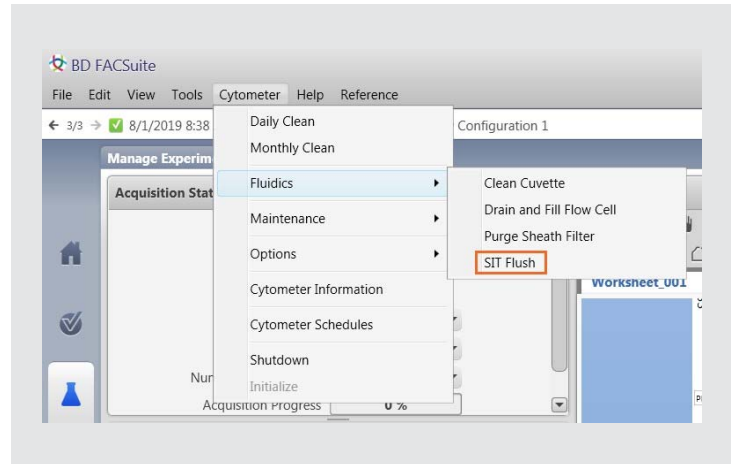 BD FACSuite
File Edit View Tools Cytometer Help Reference
3/3 8/1/2019 8:38
Configuration 1
Daily Clean
Monthly Clean
Manage Experim
Acquisition Stat
Fluidics
Clean Cuvette
Drain and Fill Flow Cell
Purge Sheath Filter
SIT Flush
Maintenance
Options
Worksheet_001
Cytometer Information
Cytometer Schedules
Shutdown
Nur
Initialize
Acquisition Progress 0 %